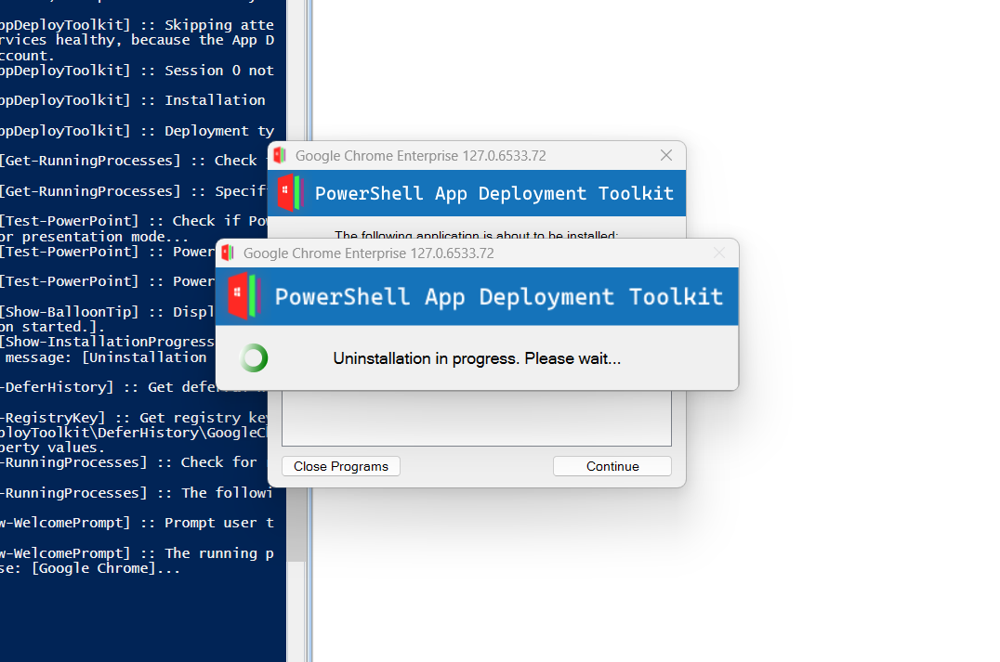 ppDeployToolkit] :: Skipping atte
rvices healthy, because the App D
ccount.
ppDeployToolkit] :: Session 0 not
ppDeployToolkit] :: Installation
ppDeployToolkit] :: Deployment ty
[Get-RunningProcesses] :: Check
[Get-RunningProcesses] :: Specif
[Test-PowerPoint] :: Check if Pow
or presentation mode...
[Test-PowerPoint] :: Power
[Test-PowerPoint] :: Power
[Show-BalloonTip] :: Displ
on started.].
[Show-InstallationProgress
message: [Uninstallation
-DeferHistory] :: Get defer
-RegistryKey] :: Get registry key
ployToolkit\DeferHistory\GoogleCh
perty values.
-RunningProcesses] :: Check for
-RunningProcesses] :: The followi
w-WelcomePrompt] :: Prompt user t
w-WelcomePrompt] :: The running p
se: [Google Chrome]...
Google Chrome Enterprise 127.0.6533.72
PowerShell App Deployment Toolkit
The following application is about to be installed:
Google Chrome Enterprise 127.0.6533.72
PowerShell App Deployment Toolkit
Uninstallation in progress. Please wait...
Close Programs
Continue